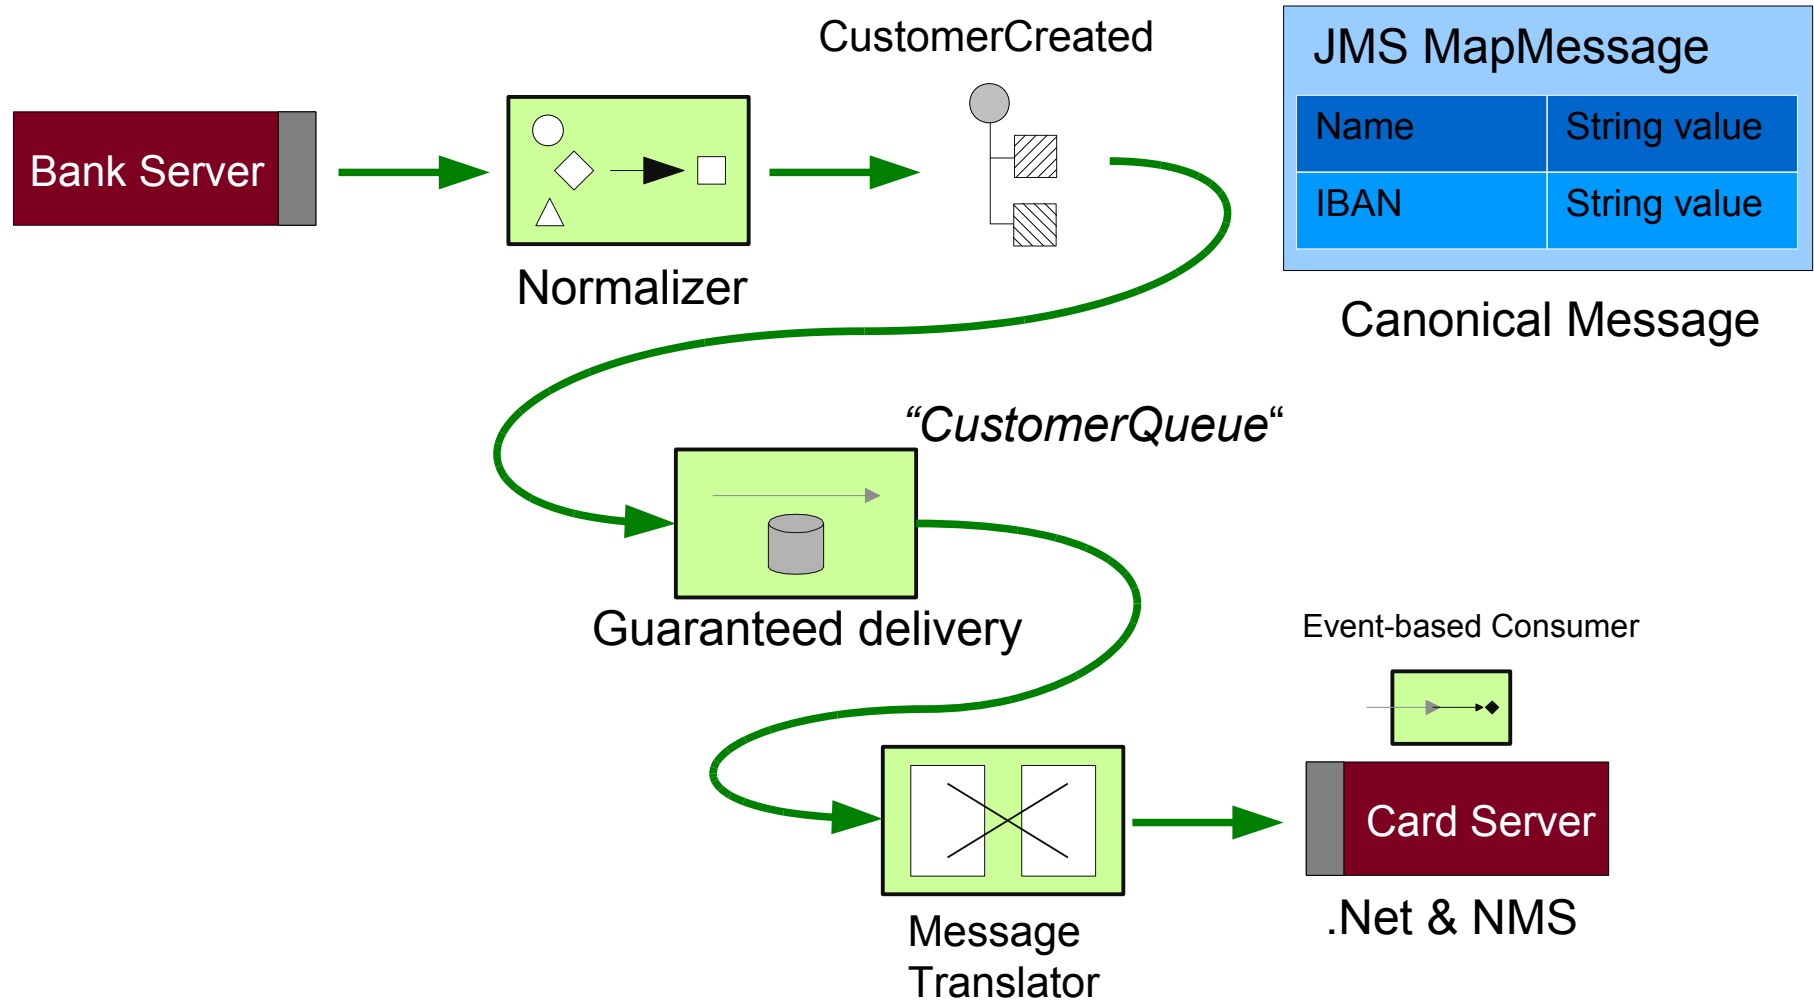 CustomerCreated
JMS MapMessage
Name String value
IBAN String value
Canonical Message
Bank Server
Normalizer
“CustomerQueue“
Guaranteed delivery
Event-based Consumer
Card Server
.Net & NMS
Message
Translator